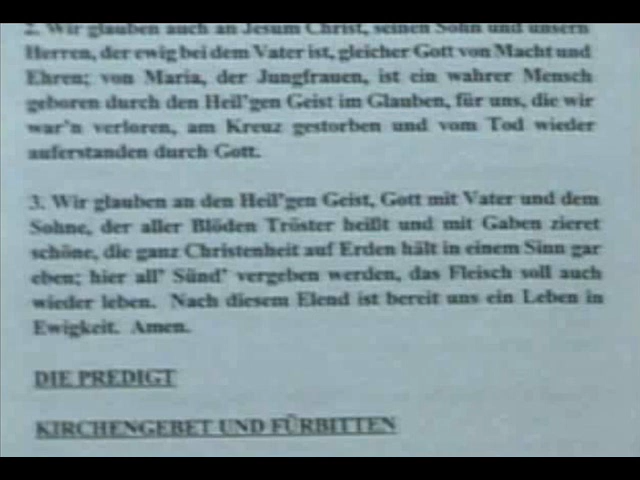 2. Wir glauben auch an Jesum Christ, seinen Sohn und unsern
Herren, der ewig bei dem Vater ist, gleicher Gott von Macht und
Ehren; von Maria, der Jungfrauen, ist ein wahrer Mensch
geboren durch den Heil'gen Geist im Glauben, für uns, die wir
war'n verloren, am Kreuz gestorben und vom Tod wieder
auferstanden durch Gott.
3. Wir glauben an den Heil'gen Geist, Gott mit Vater und dem
Sohne, der aller Blöden Tröster heißt und mit Gaben zieret
schöne, die ganz Christenheit auf Erden hält in einem Sinn gar
eben; hier all' Sünd' vergeben werden, das Fleisch soll auch
wieder leben. Nach diesem Elend ist bereit uns ein Leben in
Ewigkeit. Amen.
DIE PREDIGT
KIRCHENGEBET UND FÜRBITTEN